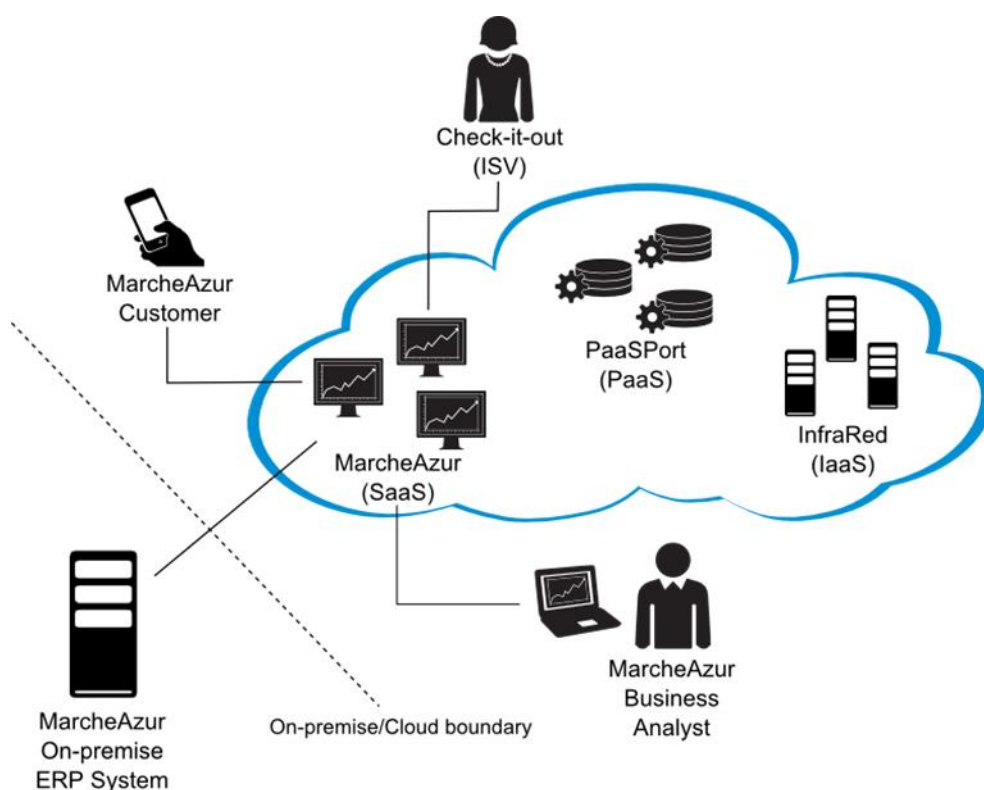 Check-it-out
(ISV)
MarcheAzur
Customer
PaaSPort
(PaaS)
InfraRed
(IaaS)
MarcheAzur
(SaaS)
MarcheAzur
On-premise
ERP System
On-premise/Cloud boundary
MarcheAzur
Business
Analyst